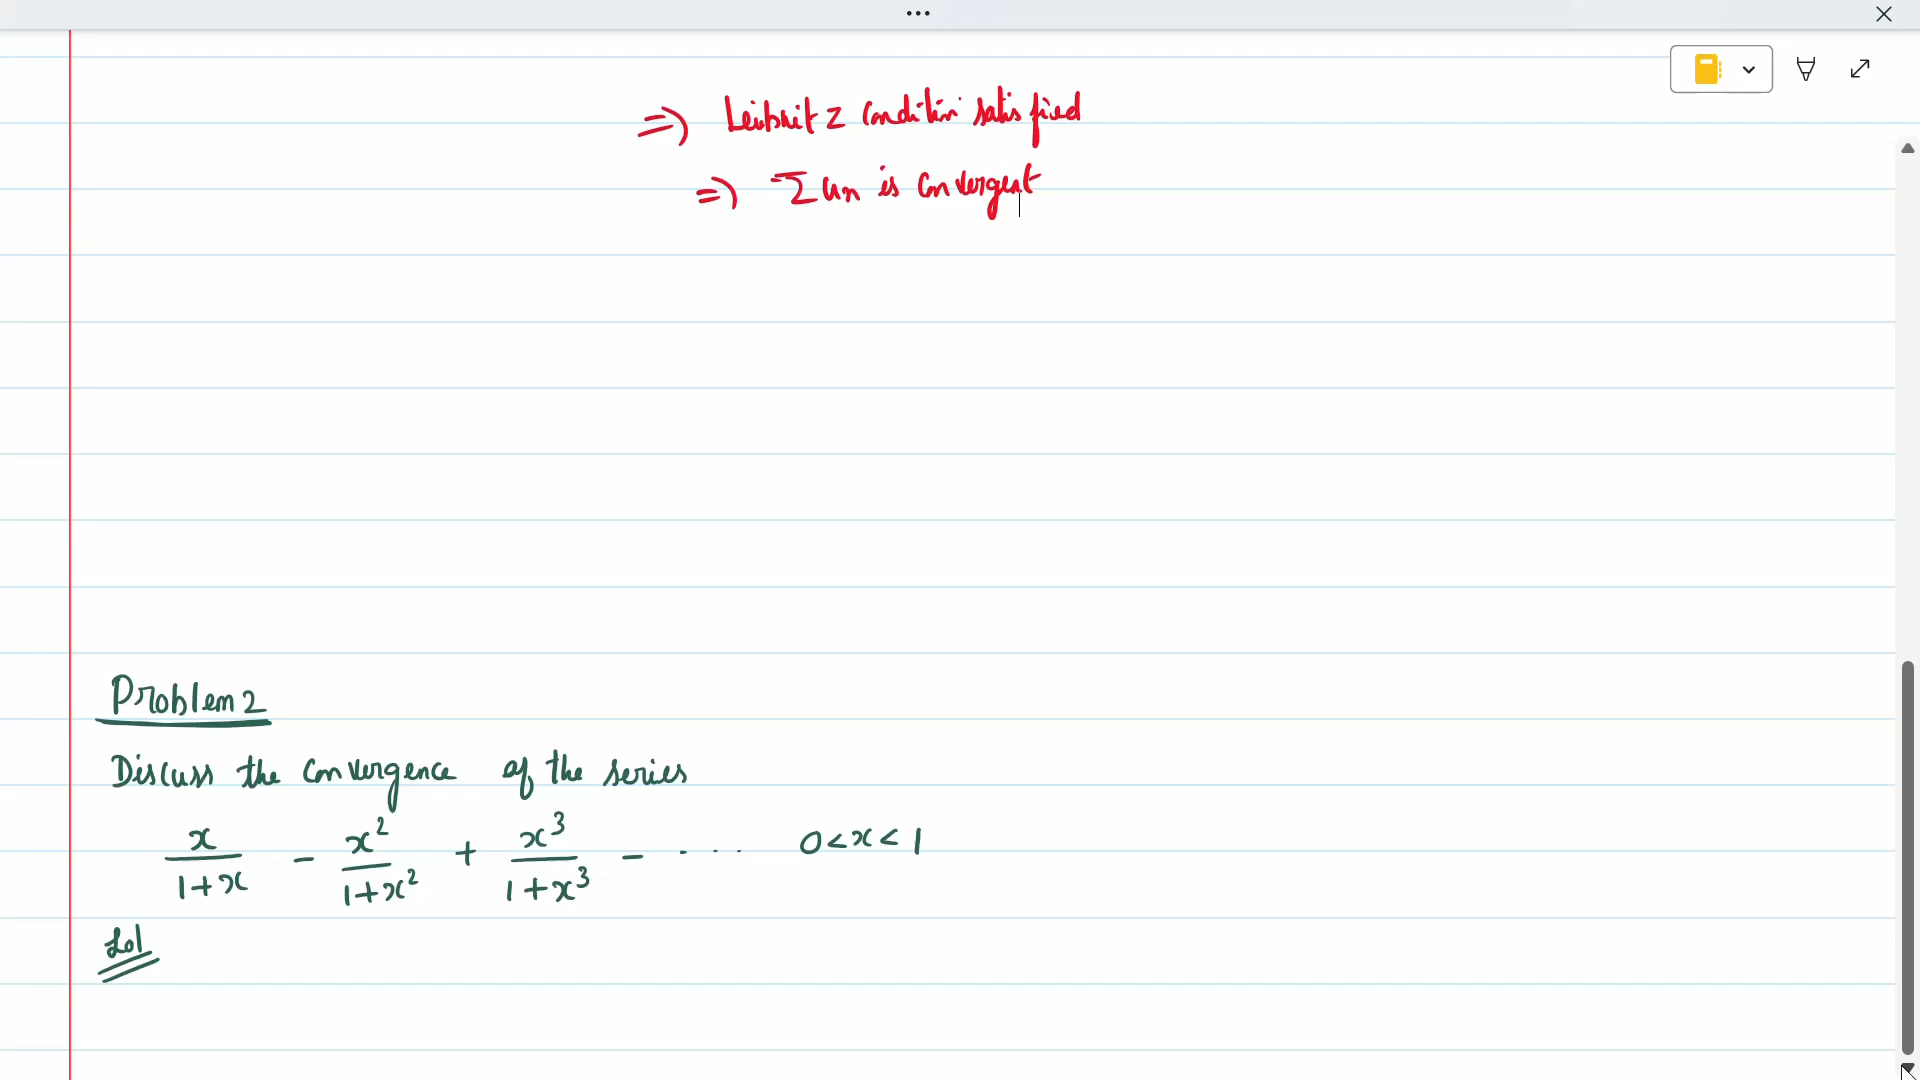 ⇒ Leibnitz condition satisfied
⇒ Σ un is convergent
Problem 2
Discuss the convergence of the series
x/(1+x) - x²/(1+x²) + x³/(1+x³) - .... 0<x<1
Sol